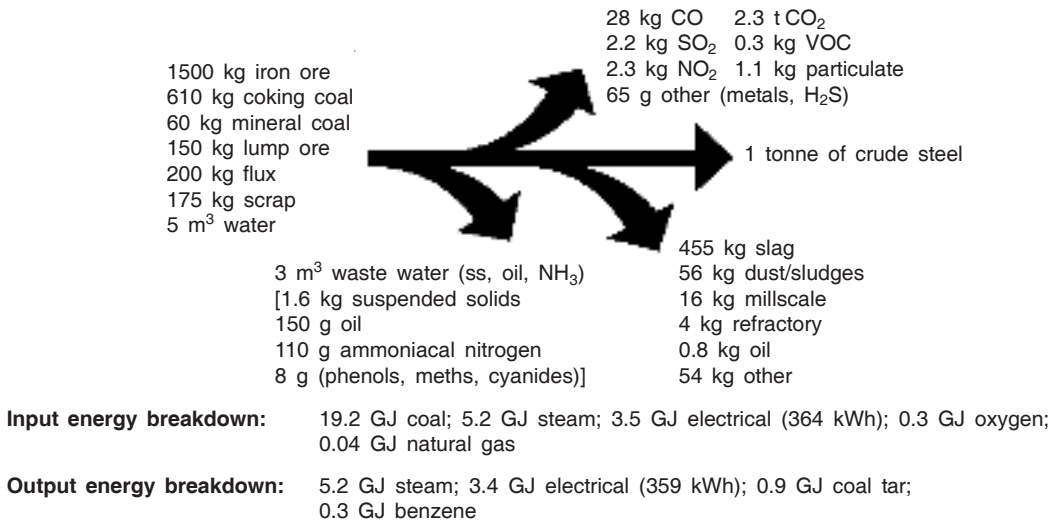 28 kg CO 2.3 t CO₂
2.2 kg SO₂ 0.3 kg VOC
2.3 kg NO₂ 1.1 kg particulate
65 g other (metals, H₂S)
1500 kg iron ore
610 kg coking coal
60 kg mineral coal
150 kg lump ore
200 kg flux
175 kg scrap
5 m³ water
1 tonne of crude steel
3 m³ waste water (ss, oil, NH₃)
[1.6 kg suspended solids
150 g oil
110 g ammoniacal nitrogen
8 g (phenols, meths, cyanides)]
455 kg slag
56 kg dust/sludges
16 kg millscale
4 kg refractory
0.8 kg oil
54 kg other
Input energy breakdown: 19.2 GJ coal; 5.2 GJ steam; 3.5 GJ electrical (364 kWh); 0.3 GJ oxygen;
0.04 GJ natural gas
Output energy breakdown: 5.2 GJ steam; 3.4 GJ electrical (359 kWh); 0.9 GJ coal tar;
0.3 GJ benzene